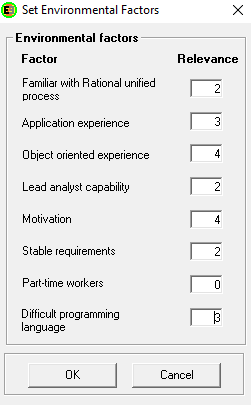 Set Environmental Factors
Environmental factors
Factor Relevance
Familiar with Rational unified
process 2
Application experience 3
Object oriented experience 4
Lead analyst capability 2
Motivation 4
Stable requirements 2
Part-time workers 0
Difficult programming
language 3
OK Cancel